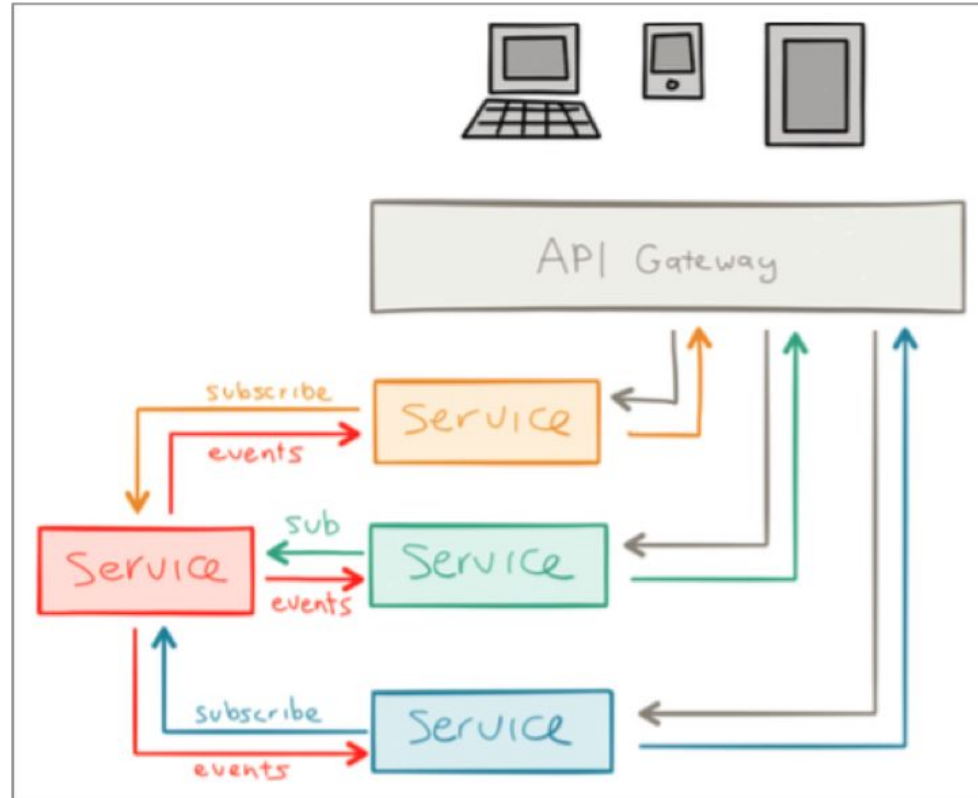 API Gateway
subscribe
Service
events
sub
Service
Service
events
subscribe
Service
events